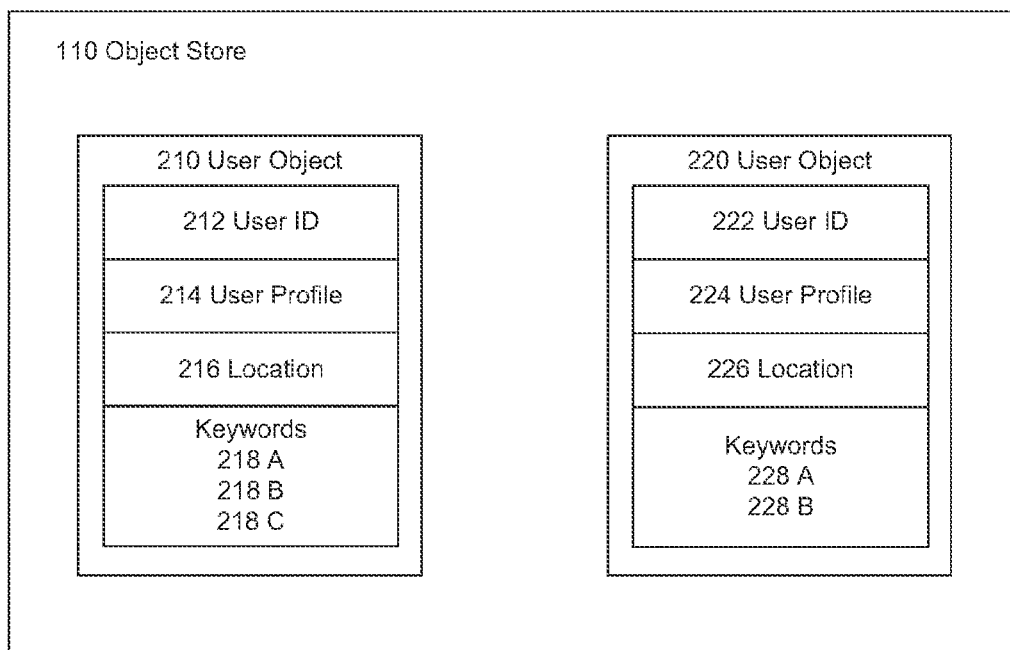 110 Object Store
210 User Object
212 User ID
214 User Profile
216 Location
Keywords
218 A
218 B
218 C
220 User Object
222 User ID
224 User Profile
226 Location
Keywords
228 A
228 B